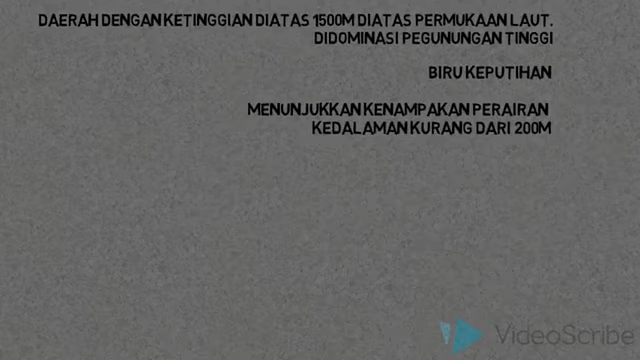 DAERAH DENGAN KETINGGIAN DIATAS 1500M DIATAS PERMUKAAN LAUT.
DIDOMINASI PEGUNUNGAN TINGGI
BIRU KEPUTIHAN
MENUNJUKKAN KENAMPAKAN PERAIRAN
KEDALAMAN KURANG DARI 200M
VideoScribe